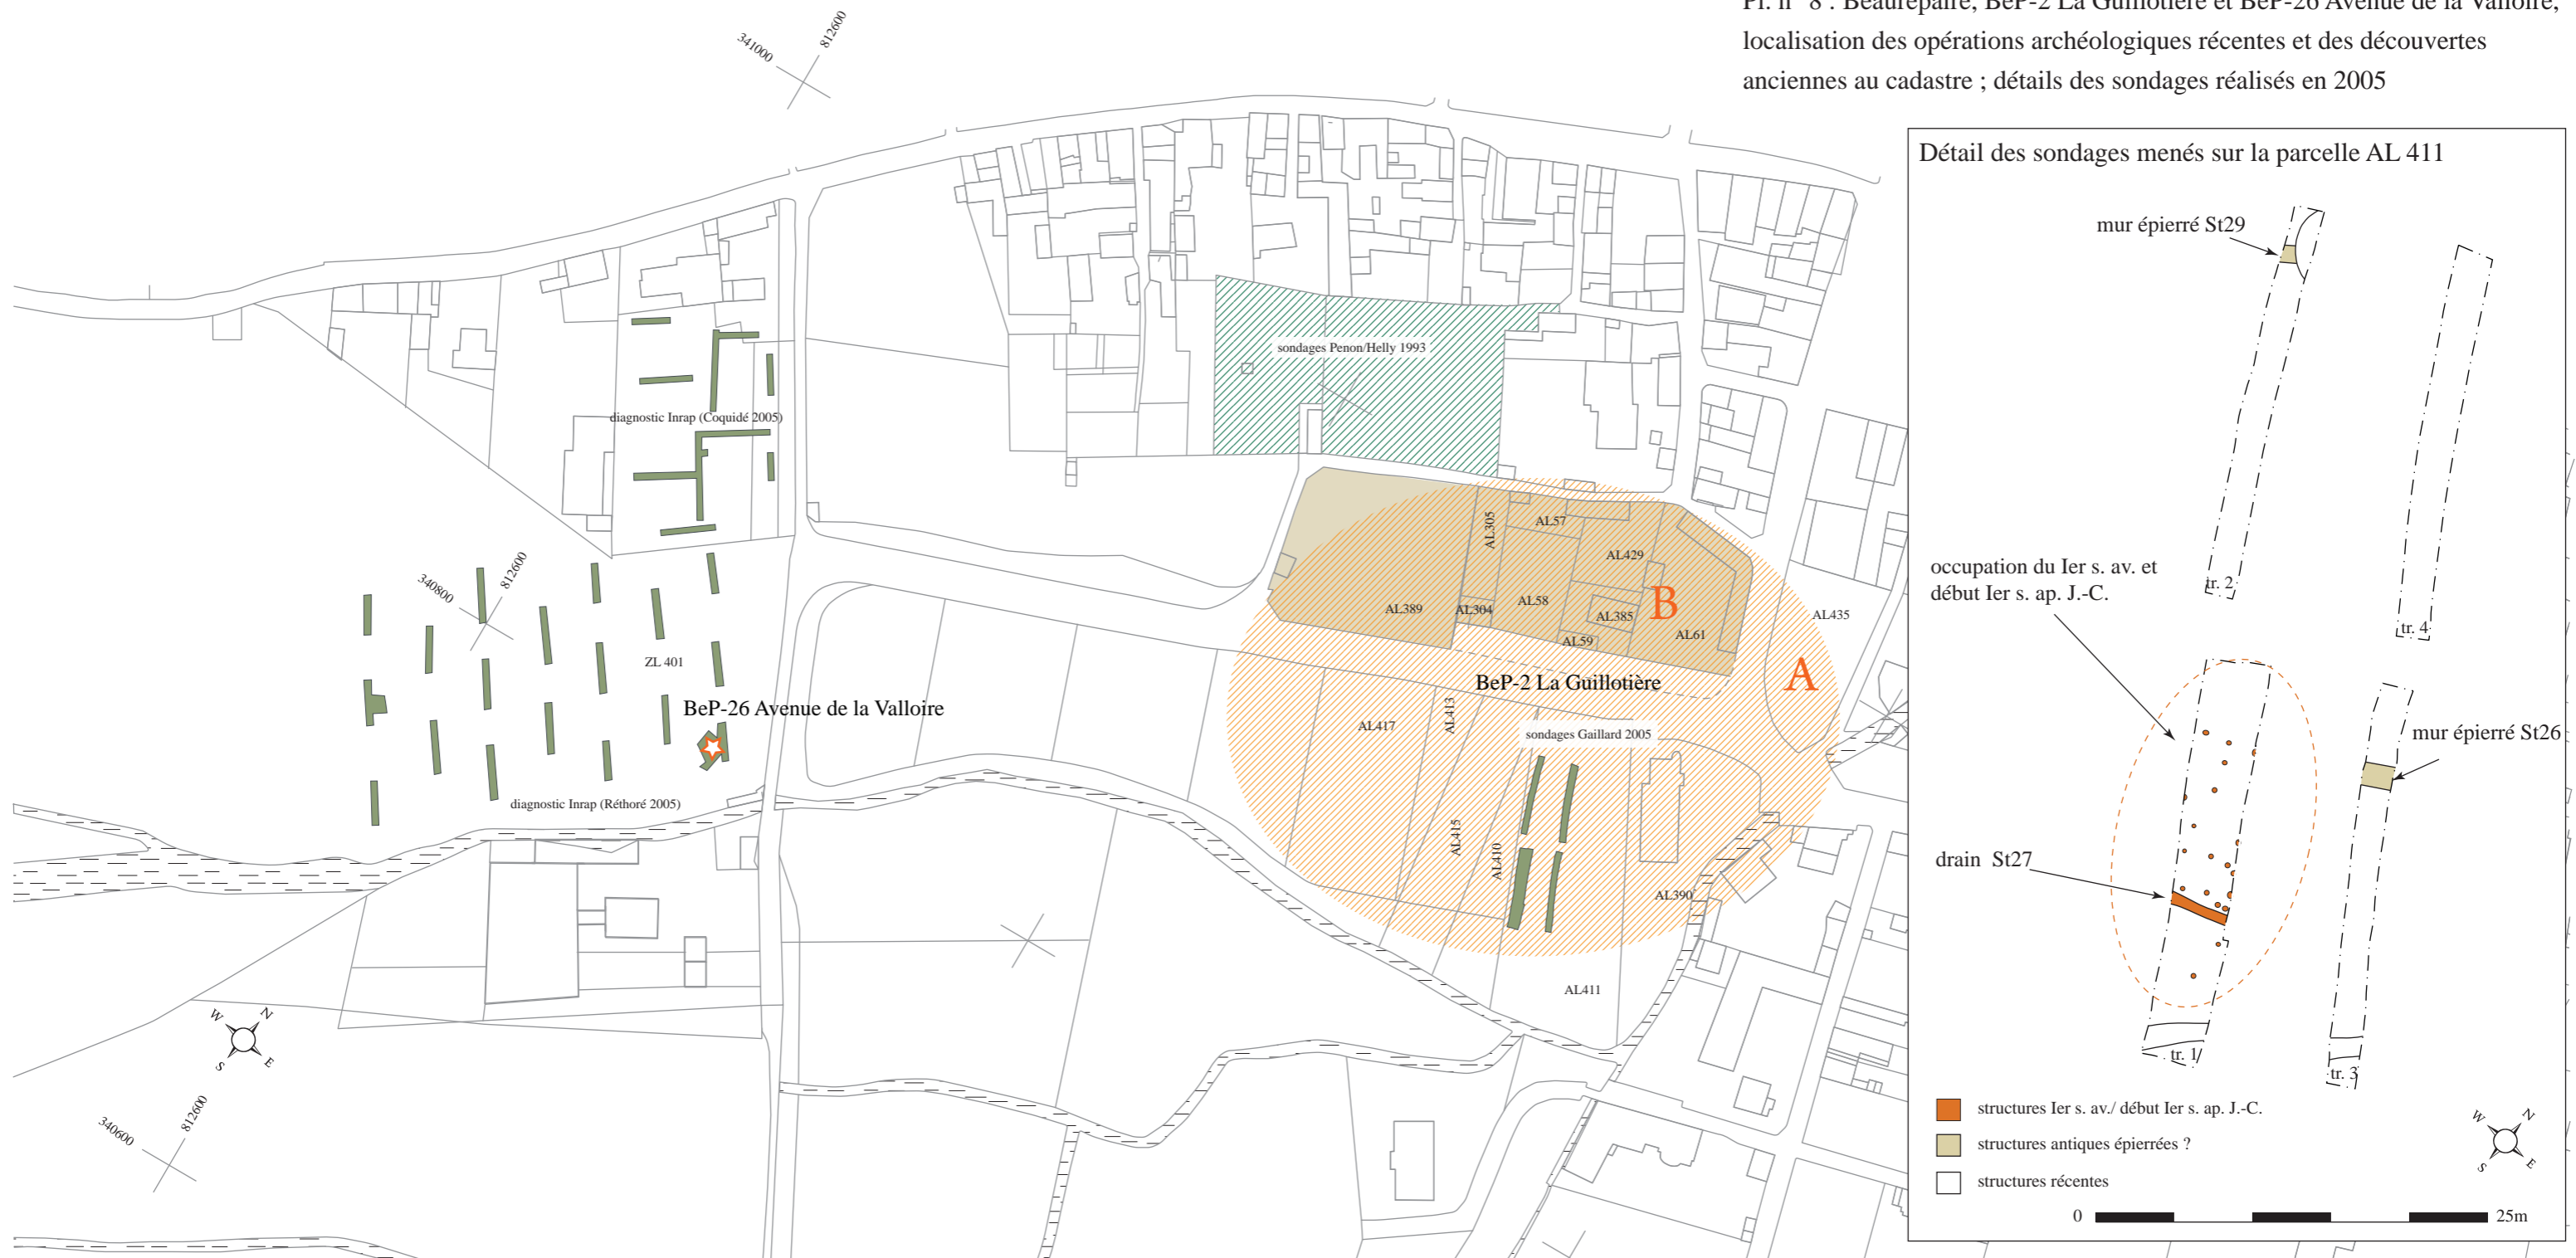 Pl. n° 8 : Beaurepaire, BeP-2 La Guillotière et BeP-26 Avenue de la Valloire,
localisation des opérations archéologiques récentes et des découvertes
anciennes au cadastre ; détails des sondages réalisés en 2005
341000
812600
sondages Penon/Helly 1993
diagnostic Inrap (Coquidé 2005)
340800
812600
ZL 401
BeP-26 Avenue de la Valloire
diagnostic Inrap (Réthoré 2005)
AL305
AL57
AL429
AL389
AL304
AL58
AL385
B
AL59
AL61
AL435
A
BeP-2 La Guillotière
AL417
AL413
sondages Gaillard 2005
AL415
AL410
AL390
AL411
W
N
S
E
340600
812600
Détail des sondages menés sur la parcelle AL 411
mur épierré St29
occupation du Ier s. av. et
début Ier s. ap. J.-C.
tr. 2
tr. 4
mur épierré St26
drain St27
tr. 1
tr. 3
structures Ier s. av./ début Ier s. ap. J.-C.
structures antiques épierrées ?
structures récentes
W
N
S
E
0
25m